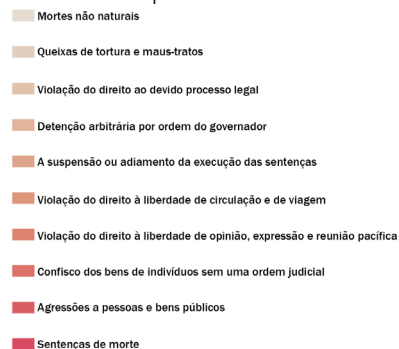 Mortes não naturais
Queixas de tortura e maus-tratos
Violação do direito ao devido processo legal
Detenção arbitrária por ordem do governador
A suspensão ou adiamento da execução das sentenças
Violação do direito à liberdade de circulação e de viagem
Violação do direito à liberdade de opinião, expressão e reunião pacífica
Confisco dos bens de indivíduos sem uma ordem judicial
Agressões a pessoas e bens públicos
Sentenças de morte